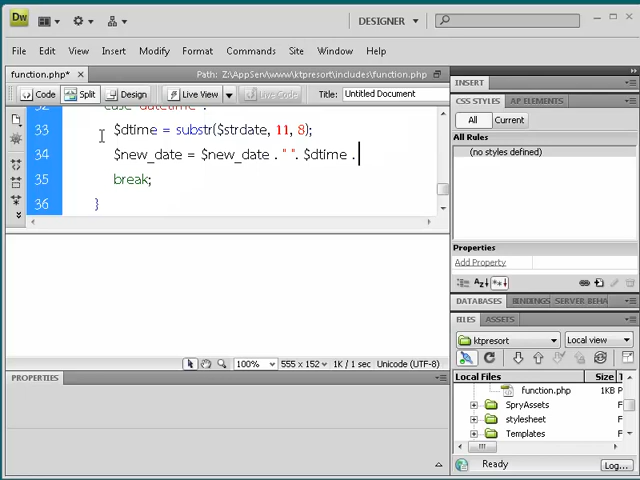 Dw
DESIGNER
File Edit View Insert Modify Format Commands Site Window Help
function.php*
Path: Z:\AppServ\www\ktpresort\includes\function.php
Code Split Design Live View Live Code Title: Untitled Document
33 $dtime = substr($strdate, 11, 8);
34 $new_date = $new_date . " ". $dtime .
35 break;
36 }
100% 555 x 152 1K / 1 sec Unicode (UTF-8)
PROPERTIES
INSERT
CSS STYLES AP ELEMENTS
All Current
All Rules
(no styles defined)
Properties
Add Property
DATABASES BINDINGS SERVER BEHA
FILES ASSETS
ktpresort Local view
Local Files Size
function.php 1KB
SpryAssets F
stylesheet F
Templates F
Ready Log...